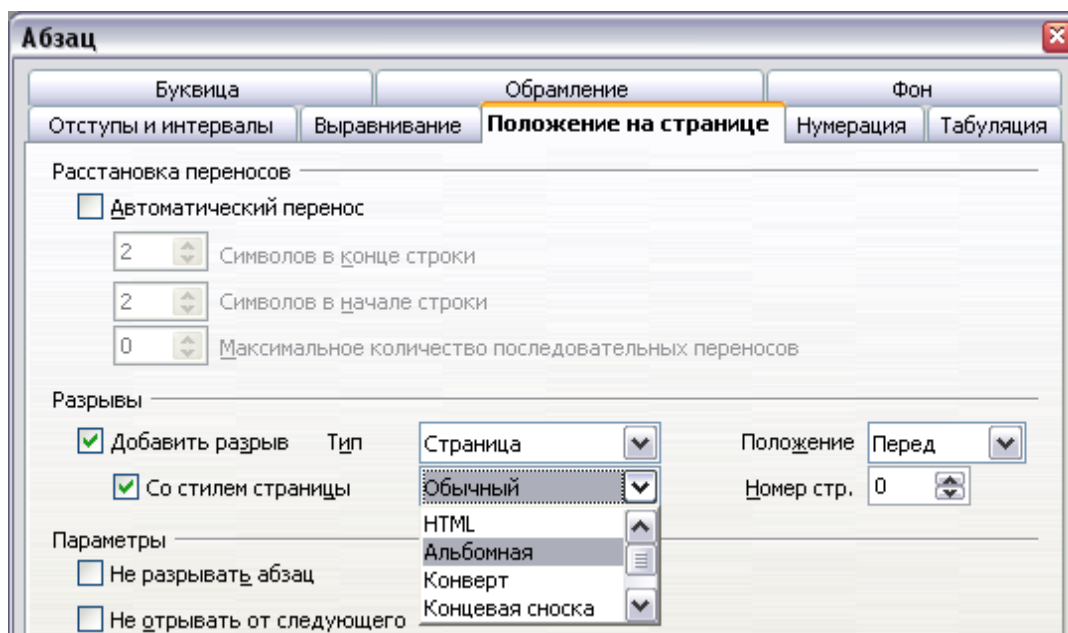 Абзац
Буквица Обрамление Фон
Отступы и интервалы Выравнивание Положение на странице Нумерация Табуляция
Расстановка переносов
Автоматический перенос
2 Символов в конце строки
2 Символов в начале строки
0 Максимальное количество последовательных переносов
Разрывы
Добавить разрыв Тип Страница Положение Перед
Со стилем страницы Обычный Номер стр. 0
HTML
Параметры Альбомная
Не разрывать абзац Конверт
Концевая сноска
Не отрывать от следующего